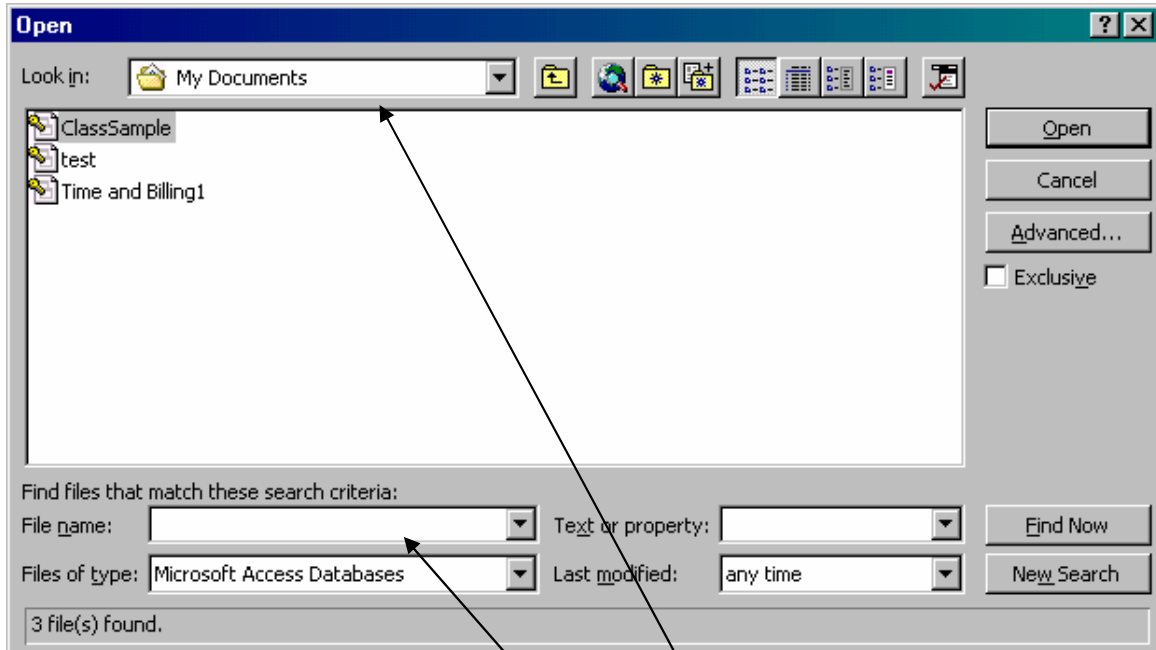 Open
Look in: My Documents
ClassSample
test
Time and Billing1
Open
Cancel
Advanced...
Exclusive
Find files that match these search criteria:
File name: Text or property: Find Now
Files of type: Microsoft Access Databases Last modified: any time New Search
3 file(s) found.